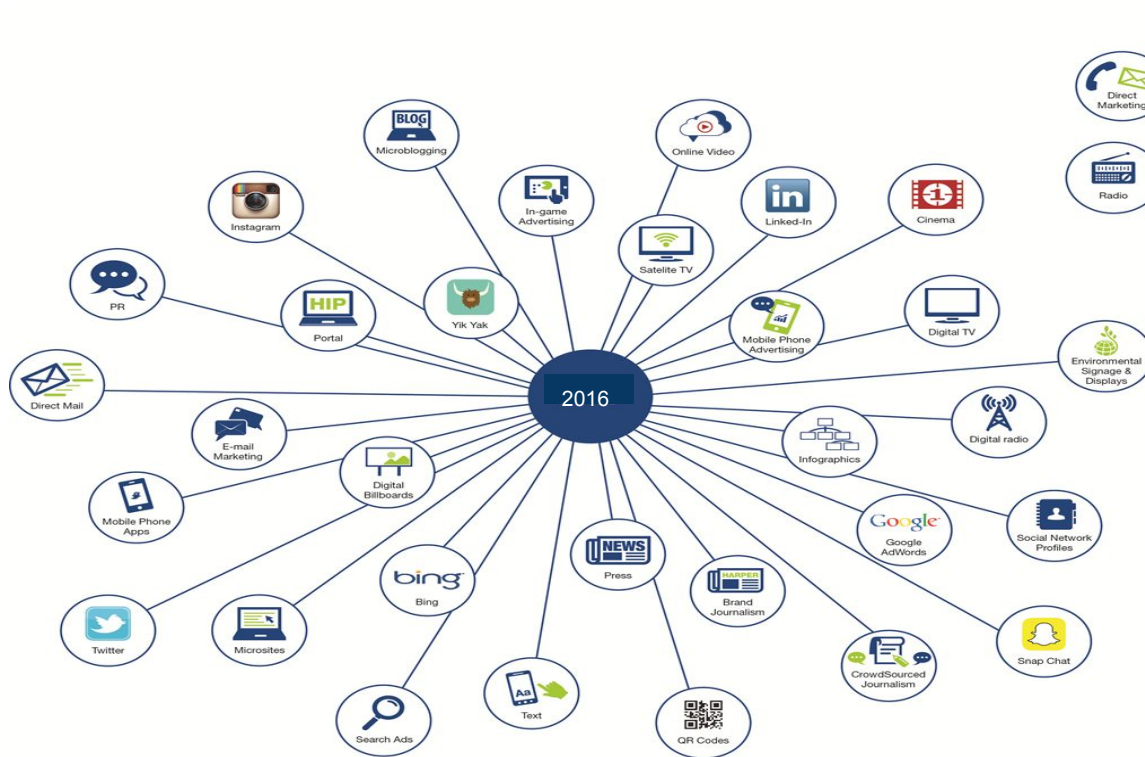 Direct
Marketing
BLOG
Microblogging
Online Video
Radio
Instagram
In-game
Advertising
in
Linked-In
1
Cinema
Satelite TV
PR
HIP
Portal
Yik Yak
Mobile Phone
Advertising
Digital TV
Environmental
Signage &
Displays
Direct Mail
2016
E-mail
Marketing
Digital radio
Infographics
Digital
Billboards
Mobile Phone
Apps
Google
Google
AdWords
Social Network
Profiles
NEWS
Press
bing
Bing
HARPER
Brand
Journalism
Twitter
Microsites
Snap Chat
CrowdSourced
Journalism
Aa
Text
Search Ads
QR Codes